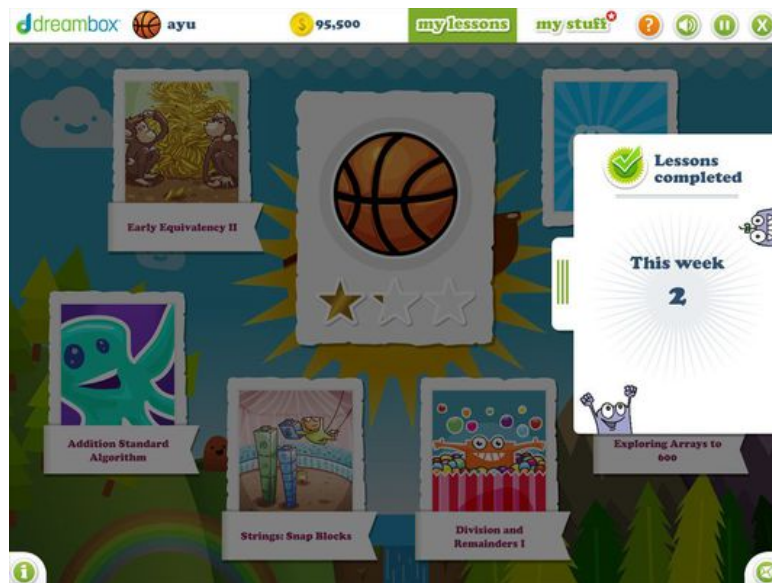 dreambox
ayu
95,500
my lessons
my stuff
?
Lessons
completed
This week
2
Early Equivalency II
Addition Standard
Algorithm
Strings: Snap Blocks
Division and
Remainders I
Exploring Arrays to
600
i